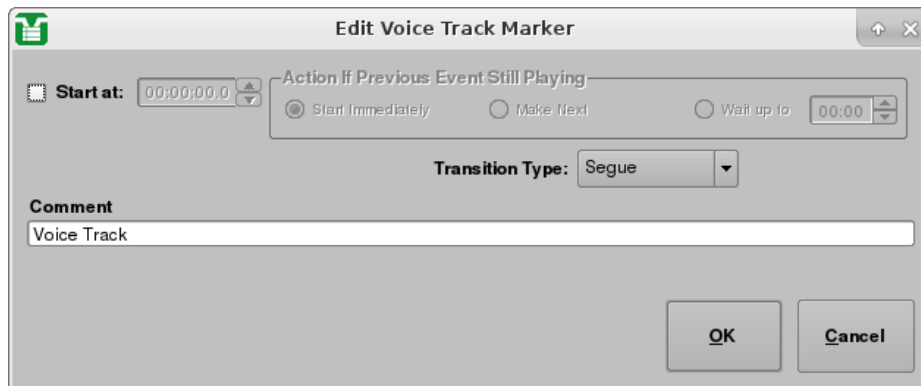 Edit Voice Track Marker
Start at: 00:00:00.0
Action If Previous Event Still Playing
Start Immediately Make Next Wait up to 00:00
Transition Type: Segue
Comment
Voice Track
OK Cancel